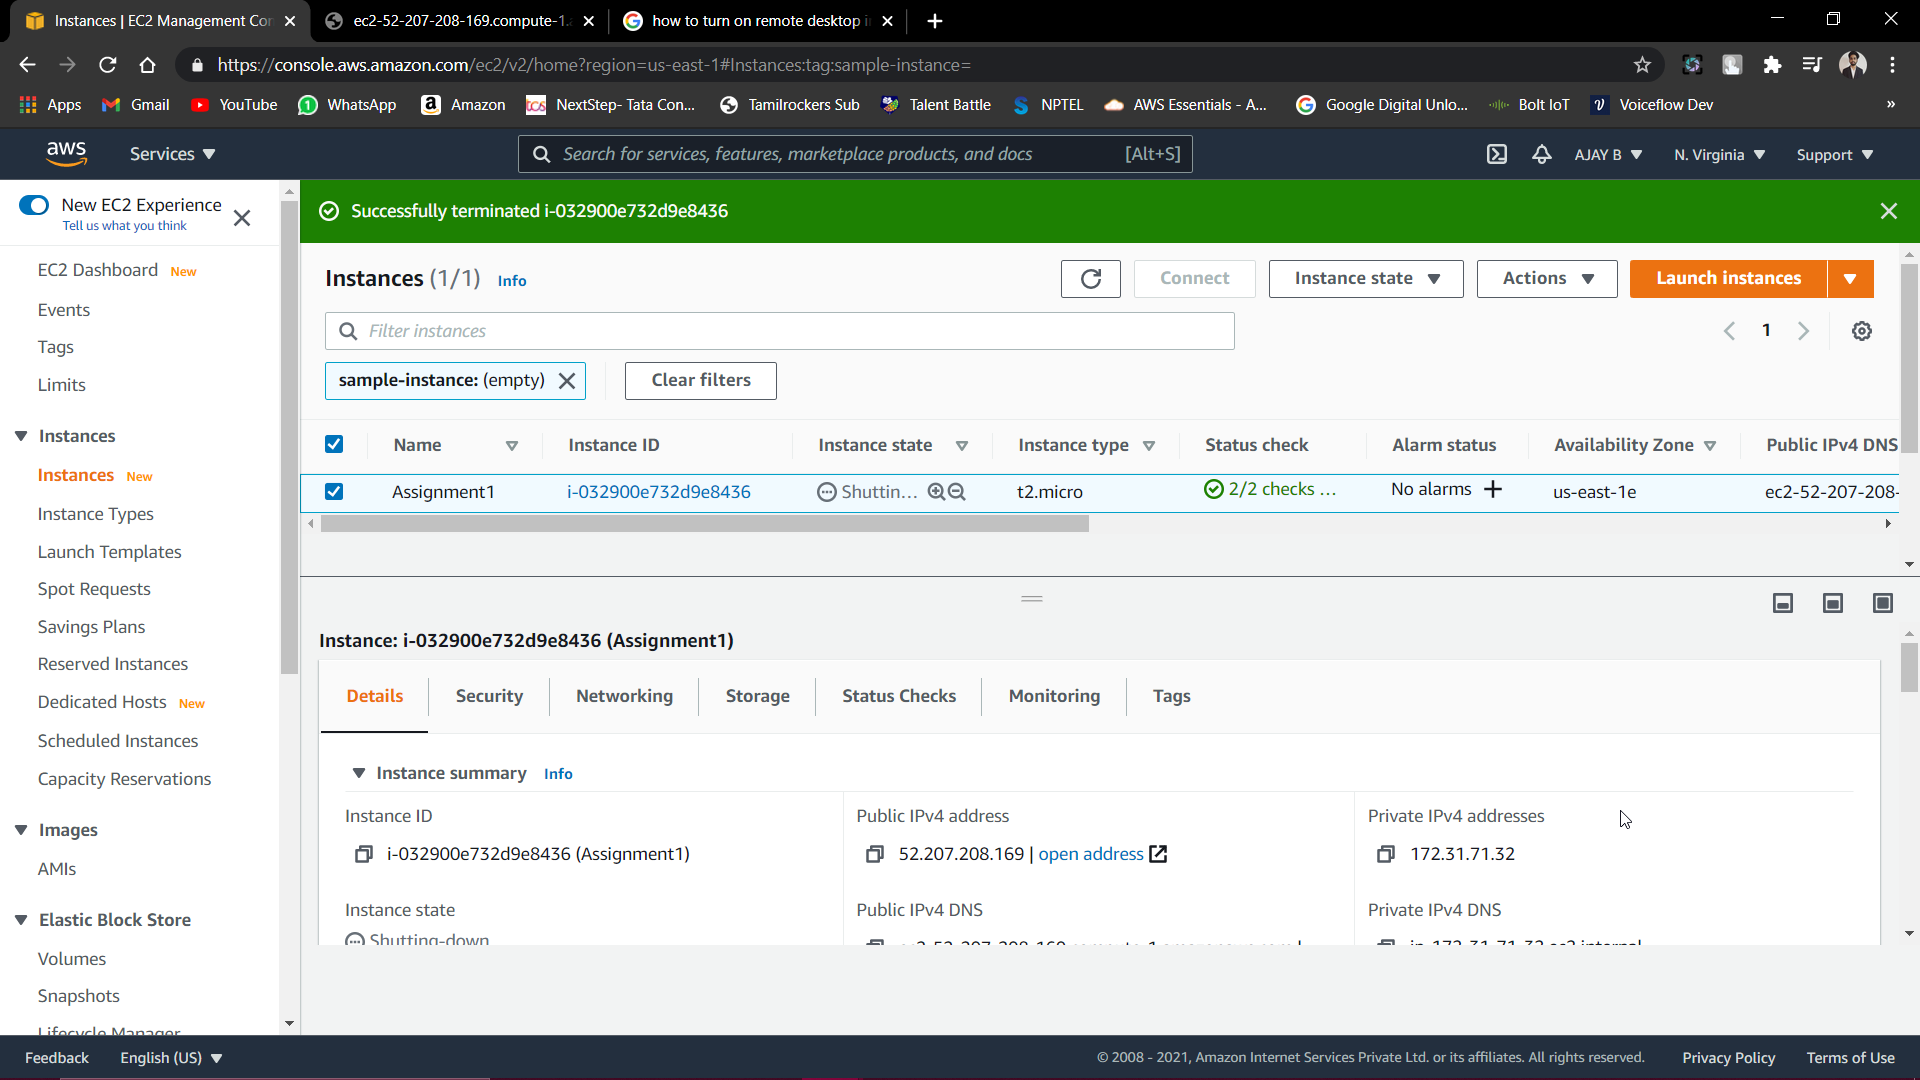 Instances | EC2 Management Con
ec2-52-207-208-169.compute-1.
how to turn on remote desktop i
https://console.aws.amazon.com/ec2/v2/home?region=us-east-1#Instances:tag:sample-instance=
Apps Gmail YouTube WhatsApp Amazon NextStep- Tata Con... Tamilrockers Sub Talent Battle NPTEL AWS Essentials - A... Google Digital Unlo... Bolt IoT Voiceflow Dev »
aws Services Search for services, features, marketplace products, and docs [Alt+S] AJAY B N. Virginia Support
New EC2 Experience
Tell us what you think
EC2 Dashboard New
Events
Tags
Limits
Instances
Instances New
Instance Types
Launch Templates
Spot Requests
Savings Plans
Reserved Instances
Dedicated Hosts New
Scheduled Instances
Capacity Reservations
Images
AMIs
Elastic Block Store
Volumes
Snapshots
Lifecycle Manager
Successfully terminated i-032900e732d9e8436
Instances (1/1) Info Connect Instance state Actions Launch instances
Filter instances 1
sample-instance: (empty) Clear filters
Name Instance ID Instance state Instance type Status check Alarm status Availability Zone Public IPv4 DNS
Assignment1 i-032900e732d9e8436 Shuttin... t2.micro 2/2 checks ... No alarms us-east-1e ec2-52-207-208-
Instance: i-032900e732d9e8436 (Assignment1)
Details Security Networking Storage Status Checks Monitoring Tags
Instance summary Info
Instance ID Public IPv4 address Private IPv4 addresses
i-032900e732d9e8436 (Assignment1) 52.207.208.169 | open address 172.31.71.32
Instance state Public IPv4 DNS Private IPv4 DNS
Shutting-down ip-172-31-71-32.ec2.internal
Feedback English (US) © 2008 - 2021, Amazon Internet Services Private Ltd. or its affiliates. All rights reserved. Privacy Policy Terms of Use